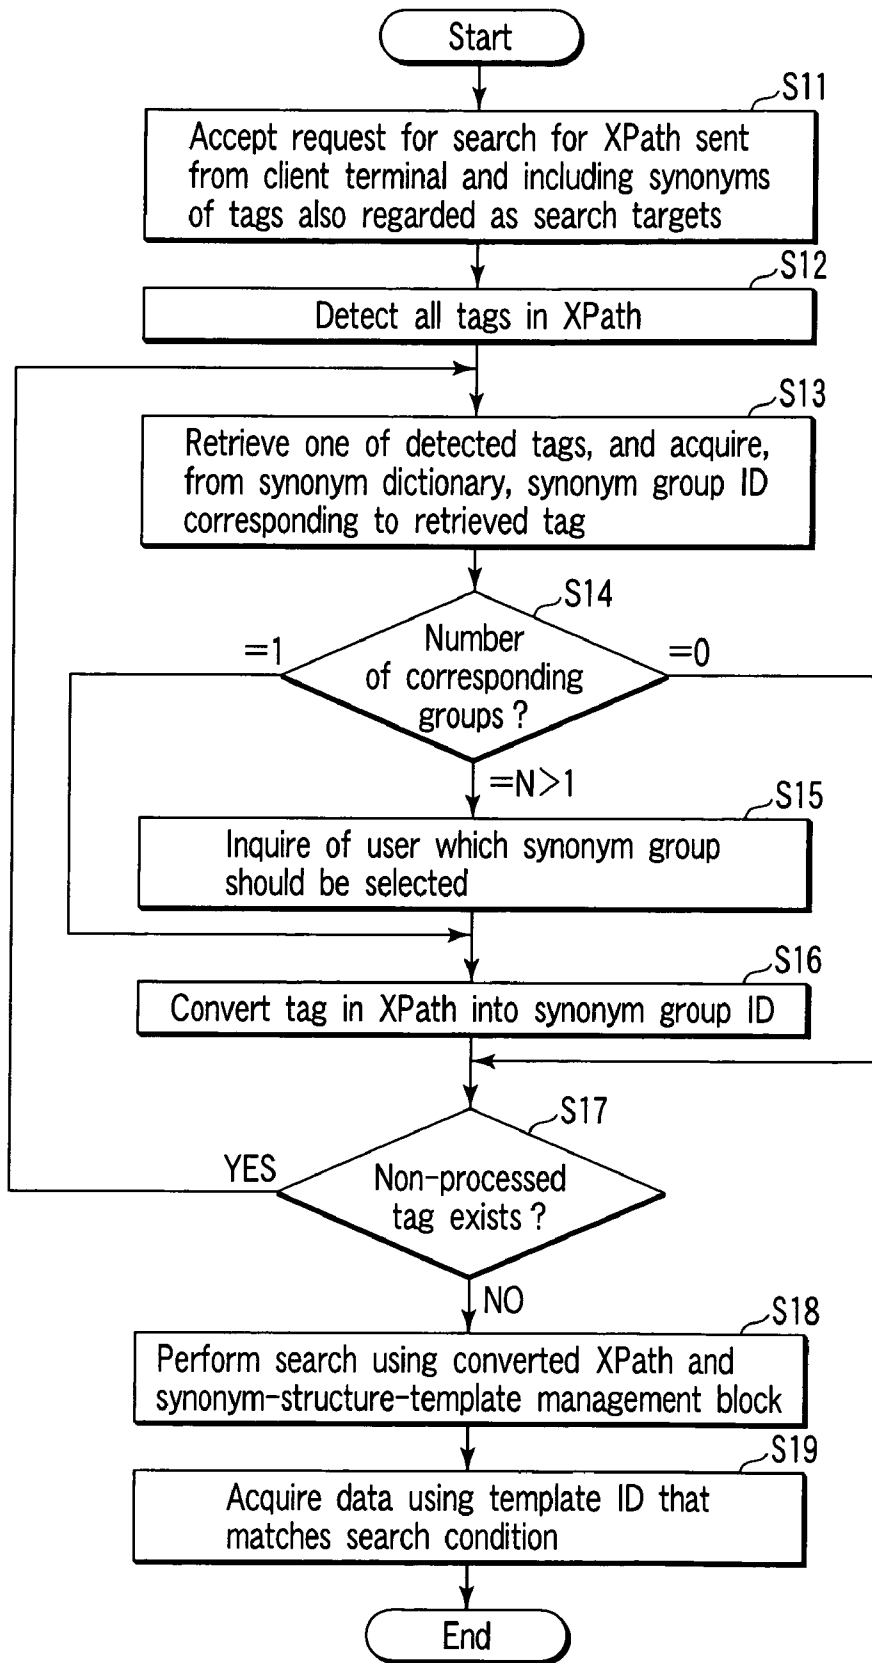 Start
S11
Accept request for search for XPath sent
from client terminal and including synonyms
of tags also regarded as search targets
S12
Detect all tags in XPath
S13
Retrieve one of detected tags, and acquire,
from synonym dictionary, synonym group ID
corresponding to retrieved tag
S14
=1
Number
of corresponding
groups ?
=0
=N>1
S15
Inquire of user which synonym group
should be selected
S16
Convert tag in XPath into synonym group ID
S17
YES
Non-processed
tag exists ?
NO
S18
Perform search using converted XPath and
synonym-structure-template management block
S19
Acquire data using template ID that
matches search condition
End